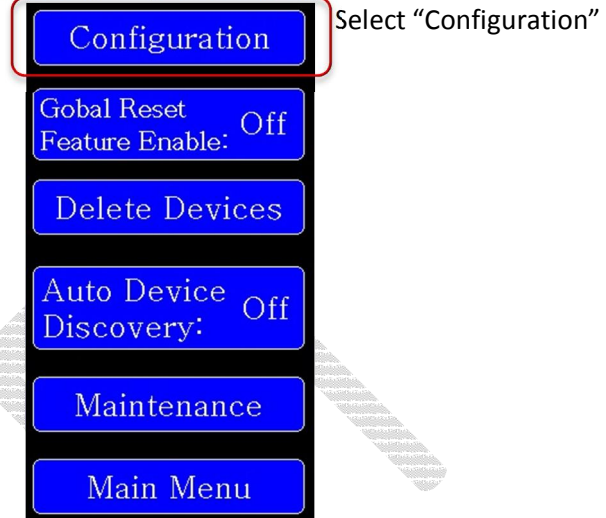 Configuration
Select “Configuration”
Gobal Reset
Feature Enable: Off
Delete Devices
Auto Device
Discovery: Off
Maintenance
Main Menu